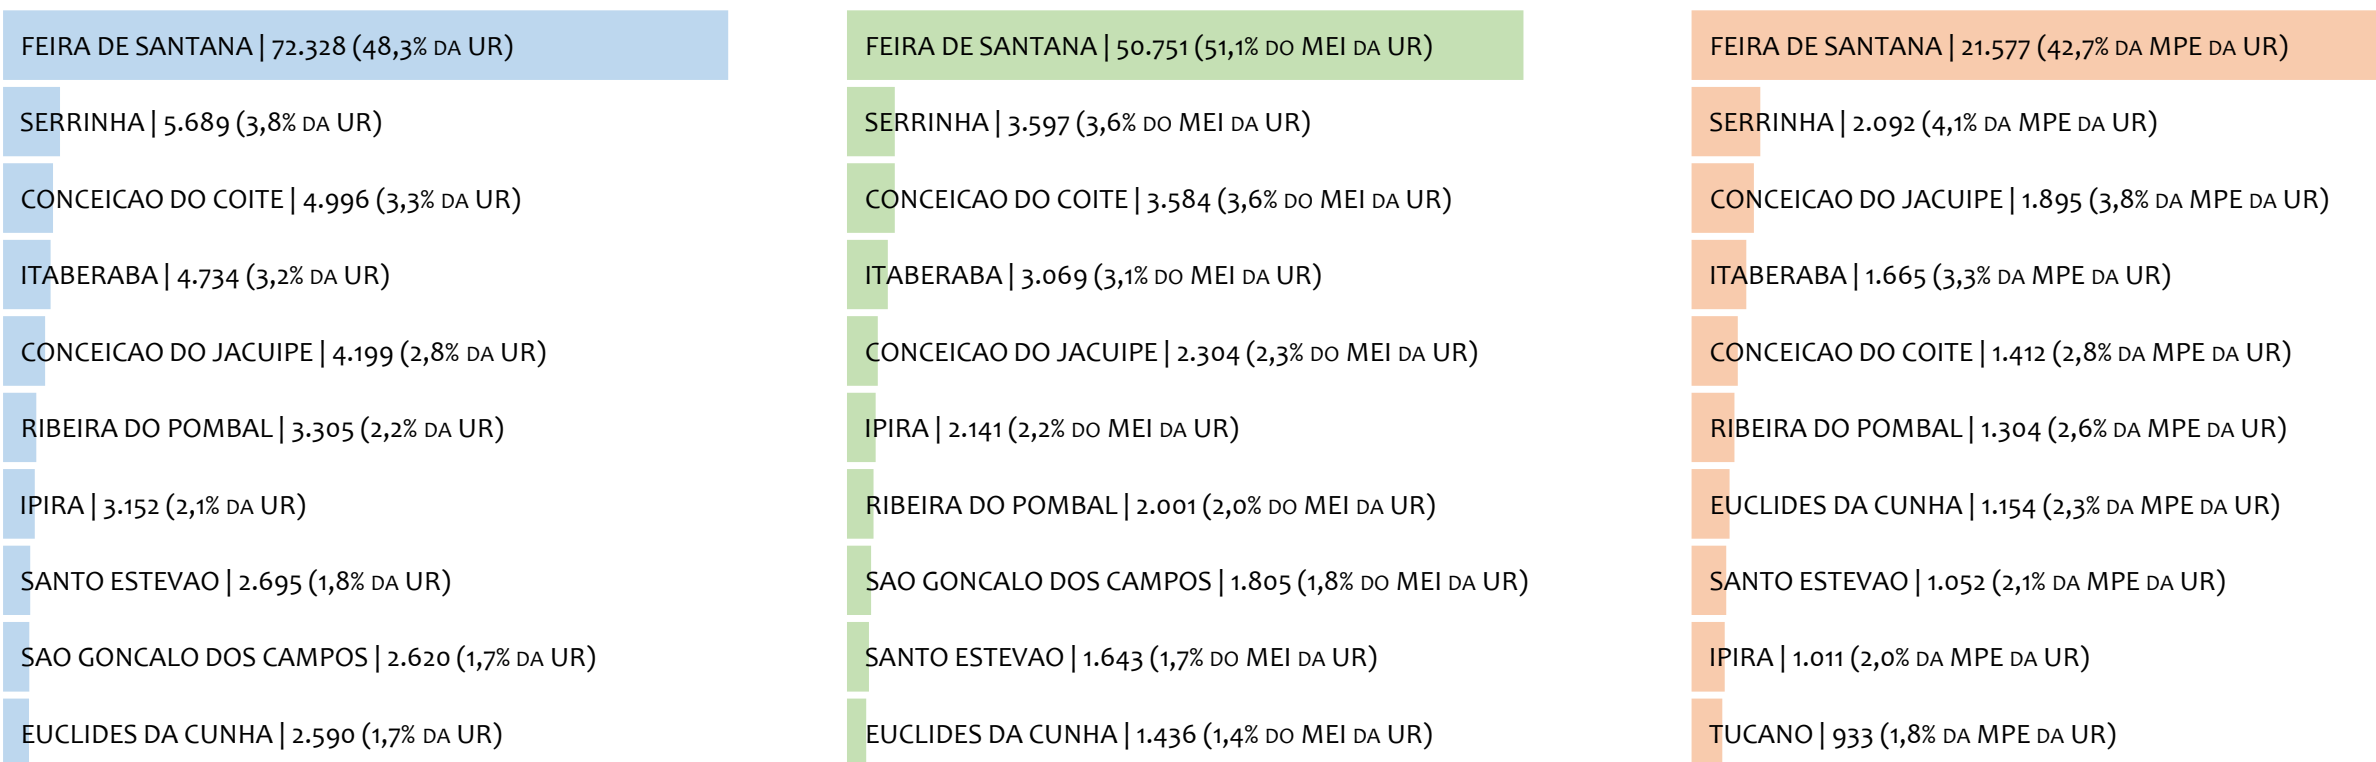 FEIRA DE SANTANA | 72.328 (48,3% DA UR)
SERRINHA | 5.689 (3,8% DA UR)
CONCEICAO DO COITE | 4.996 (3,3% DA UR)
ITABERABA | 4.734 (3,2% DA UR)
CONCEICAO DO JACUIPE | 4.199 (2,8% DA UR)
RIBEIRA DO POMBAL | 3.305 (2,2% DA UR)
IPIRA | 3.152 (2,1% DA UR)
SANTO ESTEVAO | 2.695 (1,8% DA UR)
SAO GONCALO DOS CAMPOS | 2.620 (1,7% DA UR)
EUCLIDES DA CUNHA | 2.590 (1,7% DA UR)
FEIRA DE SANTANA | 50.751 (51,1% DO MEI DA UR)
SERRINHA | 3.597 (3,6% DO MEI DA UR)
CONCEICAO DO COITE | 3.584 (3,6% DO MEI DA UR)
ITABERABA | 3.069 (3,1% DO MEI DA UR)
CONCEICAO DO JACUIPE | 2.304 (2,3% DO MEI DA UR)
IPIRA | 2.141 (2,2% DO MEI DA UR)
RIBEIRA DO POMBAL | 2.001 (2,0% DO MEI DA UR)
SAO GONCALO DOS CAMPOS | 1.805 (1,8% DO MEI DA UR)
SANTO ESTEVAO | 1.643 (1,7% DO MEI DA UR)
EUCLIDES DA CUNHA | 1.436 (1,4% DO MEI DA UR)
FEIRA DE SANTANA | 21.577 (42,7% DA MPE DA UR)
SERRINHA | 2.092 (4,1% DA MPE DA UR)
CONCEICAO DO JACUIPE | 1.895 (3,8% DA MPE DA UR)
ITABERABA | 1.665 (3,3% DA MPE DA UR)
CONCEICAO DO COITE | 1.412 (2,8% DA MPE DA UR)
RIBEIRA DO POMBAL | 1.304 (2,6% DA MPE DA UR)
EUCLIDES DA CUNHA | 1.154 (2,3% DA MPE DA UR)
SANTO ESTEVAO | 1.052 (2,1% DA MPE DA UR)
IPIRA | 1.011 (2,0% DA MPE DA UR)
TUCANO | 933 (1,8% DA MPE DA UR)